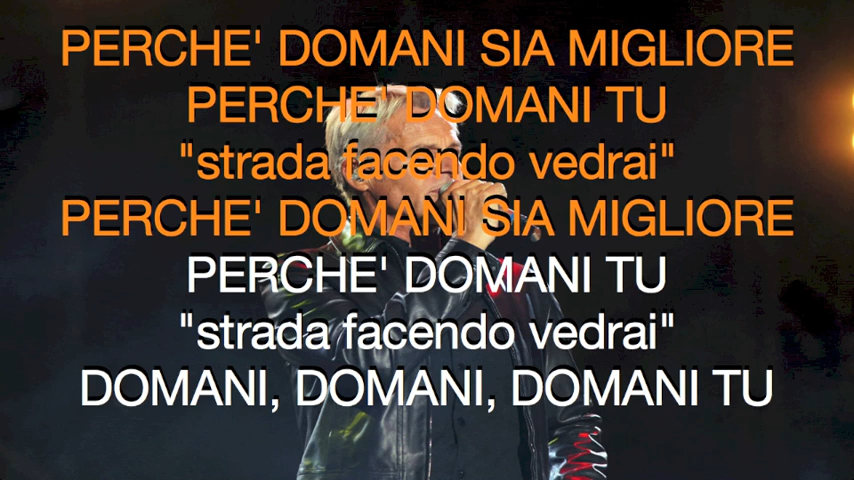 PERCHE' DOMANI SIA MIGLIORE
PERCHE' DOMANI TU
"strada facendo vedrai"
PERCHE' DOMANI SIA MIGLIORE
PERCHE' DOMANI TU
"strada facendo vedrai"
DOMANI, DOMANI, DOMANI TU